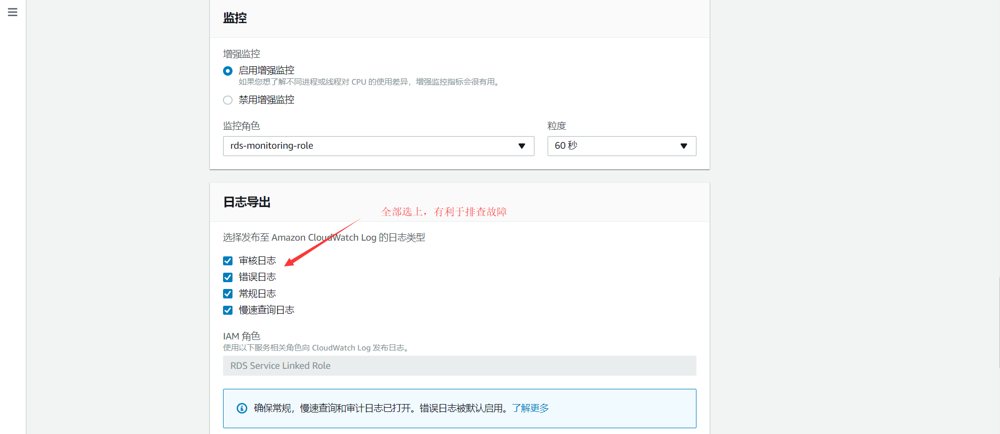 监控
增强监控
启用增强监控
如果您想了解不同进程或线程对 CPU 的使用差异，增强监控指标会很有用。
禁用增强监控
监控角色
粒度
rds-monitoring-role
60 秒
日志导出
全部选上，有利于排查故障
选择发布至 Amazon CloudWatch Log 的日志类型
审核日志
错误日志
常规日志
慢速查询日志
IAM 角色
使用以下服务相关角色向 CloudWatch Log 发布日志。
RDS Service Linked Role
确保常规，慢速查询和审计日志已打开。错误日志被默认启用。了解更多